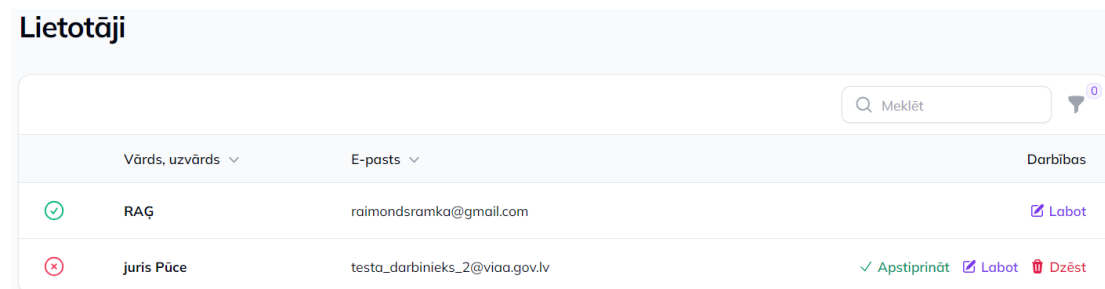 Lietotāji
Meklēt 0
Vārds, uzvārds E-pasts Darbības
RAĢ raimondsramka@gmail.com Labot
juris Pūce testa_darbinieks_2@viaa.gov.lv Apstiprināt Labot Dzēst